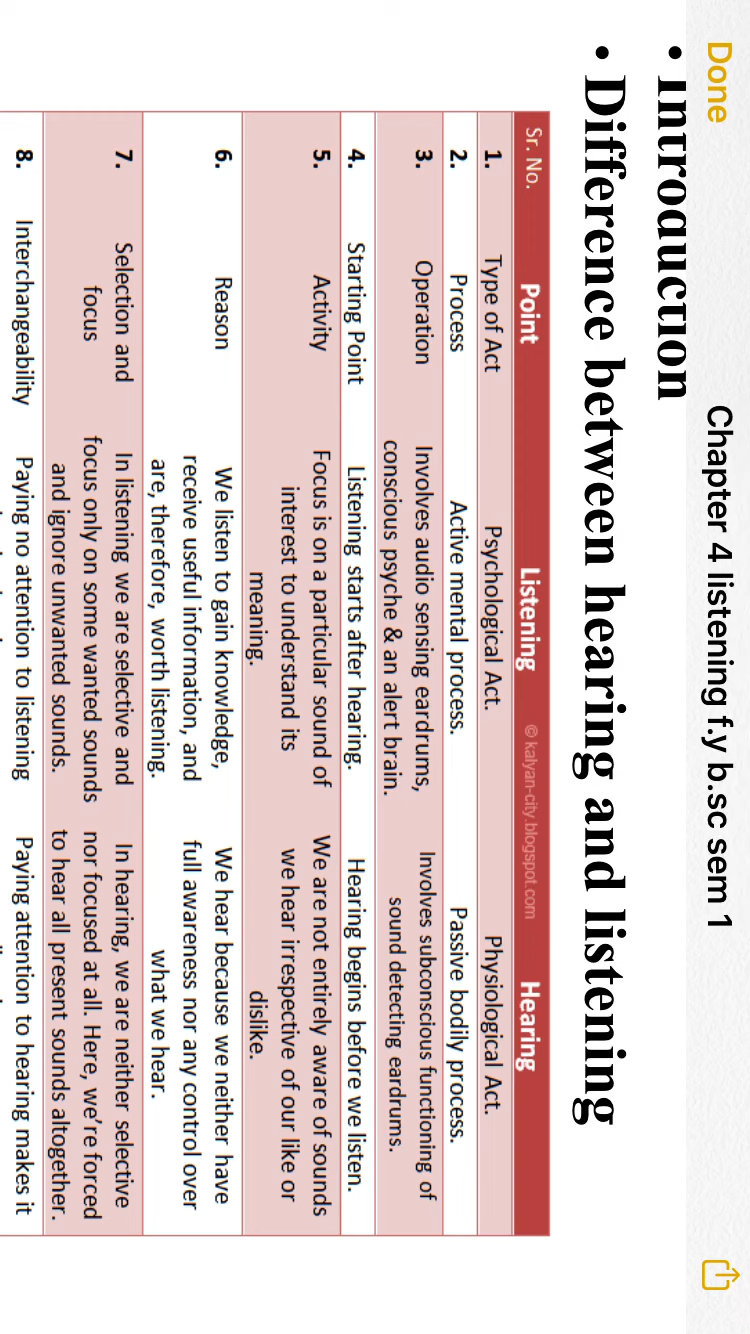 Done
Chapter 4 listening f.y b.sc sem 1
• Introduction
• Difference between hearing and listening
Sr. No. Point Listening © kalyan-city.blogspot.com Hearing
1. Type of Act Psychological Act. Physiological Act.
2. Process Active mental process. Passive bodily process.
3. Operation Involves audio sensing eardrums, conscious psyche & an alert brain. Involves subconscious functioning of sound detecting eardrums.
4. Starting Point Listening starts after hearing. Hearing begins before we listen.
5. Activity Focus is on a particular sound of interest to understand its meaning. We are not entirely aware of sounds we hear irrespective of our like or dislike.
6. Reason We listen to gain knowledge, receive useful information, and are, therefore, worth listening. We hear because we neither have full awareness nor any control over what we hear.
7. Selection and focus In listening we are selective and focus only on some wanted sounds and ignore unwanted sounds. In hearing, we are neither selective nor focused at all. Here, we're forced to hear all present sounds altogether.
8. Interchangeability Paying no attention to listening Paying attention to hearing makes it